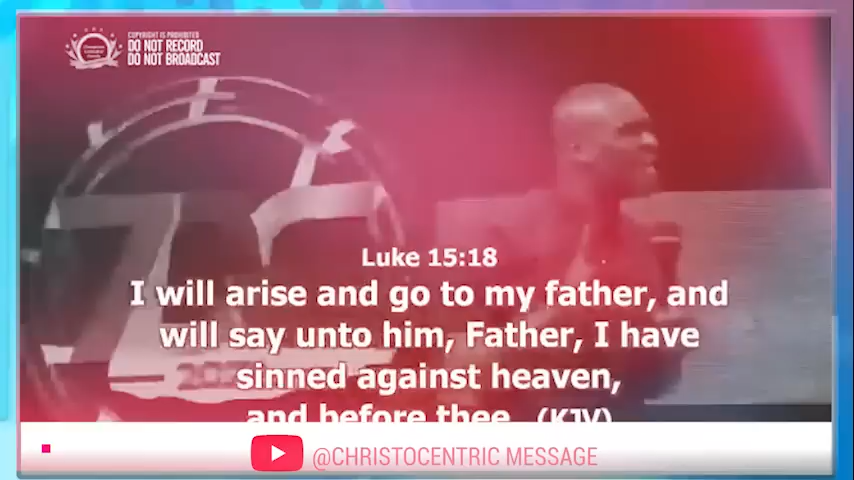 COPYRIGHT IS PROHIBITED
DO NOT RECORD
DO NOT BROADCAST
Luke 15:18
I will arise and go to my father, and
will say unto him, Father, I have
sinned against heaven,
and before thee, (KJV)
@CHRISTOCENTRIC MESSAGE